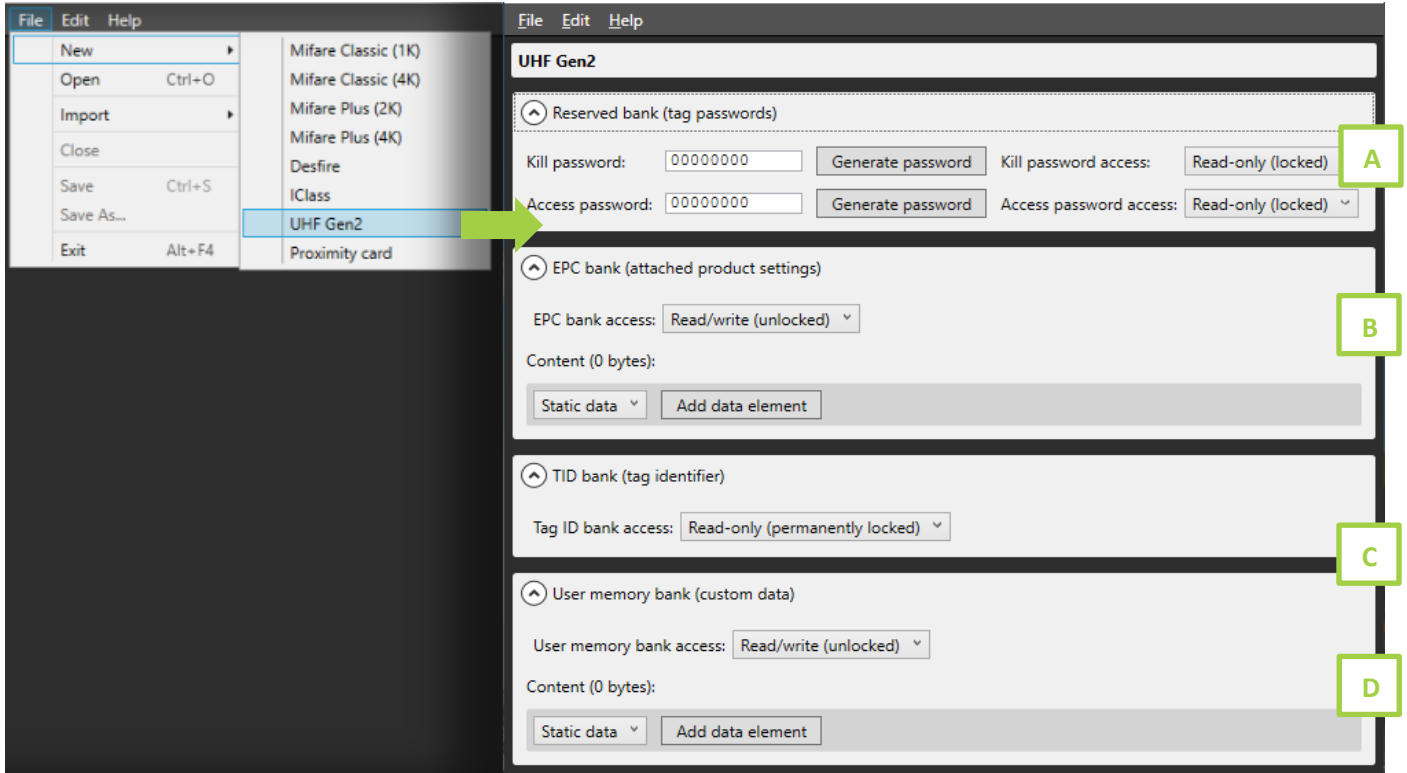 File Edit Help
New
Open Ctrl+O
Import
Close
Save Ctrl+S
Save As...
Exit Alt+F4
Mifare Classic (1K)
Mifare Classic (4K)
Mifare Plus (2K)
Mifare Plus (4K)
Desfire
IClass
UHF Gen2
Proximity card
File Edit Help
UHF Gen2
Reserved bank (tag passwords)
Kill password: 00000000 Generate password Kill password access: Read-only (locked) A
Access password: 00000000 Generate password Access password access: Read-only (locked)
EPC bank (attached product settings)
EPC bank access: Read/write (unlocked) B
Content (0 bytes):
Static data Add data element
TID bank (tag identifier)
Tag ID bank access: Read-only (permanently locked)
C
User memory bank (custom data)
User memory bank access: Read/write (unlocked)
Content (0 bytes): D
Static data Add data element